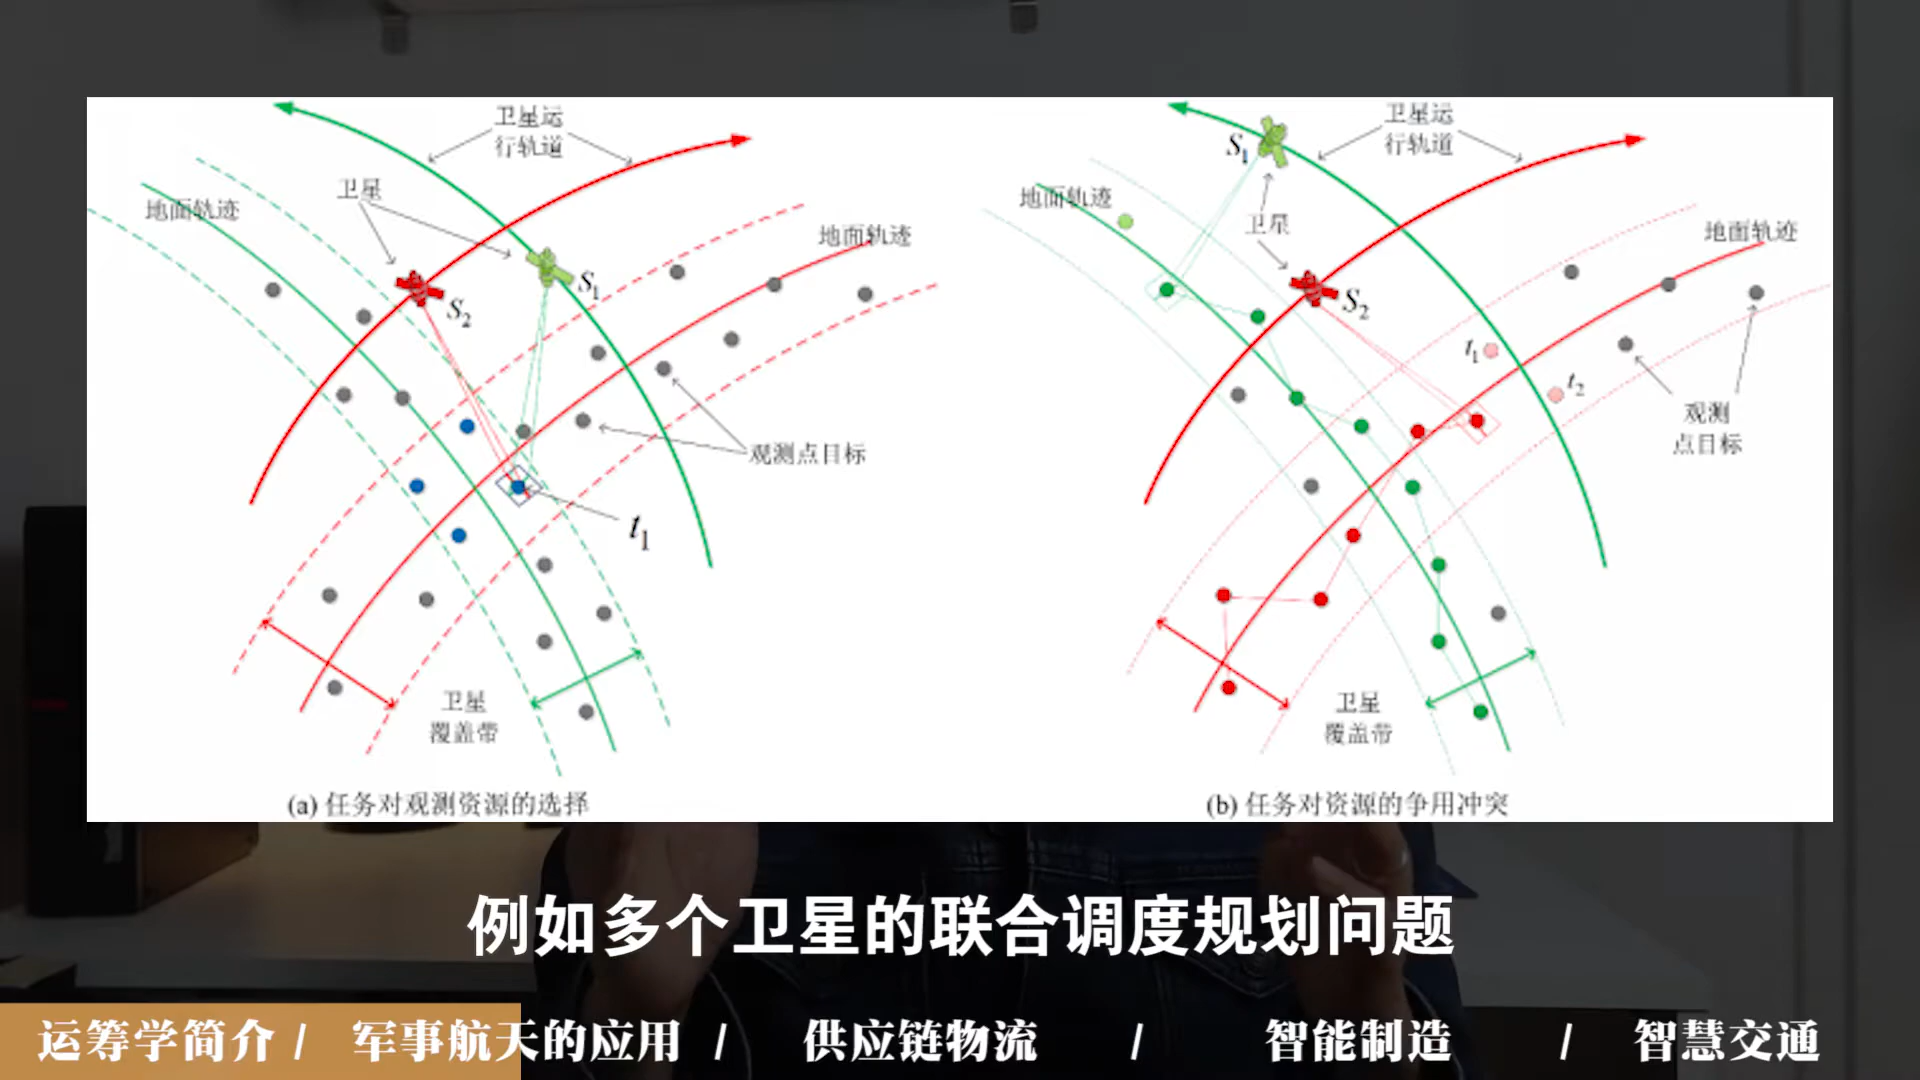 卫星运
行轨道
卫星
地面轨迹
地面轨迹
S2
S1
观测点目标
t1
卫星
覆盖带
(a) 任务对观测资源的选择
卫星运
行轨道
S1
地面轨迹
卫星
地面轨迹
S2
t1
t2
观测
点目标
卫星
覆盖带
(b) 任务对资源的争用冲突
例如多个卫星的联合调度规划问题
运筹学简介 / 军事航天的应用 / 供应链物流 / 智能制造 / 智慧交通